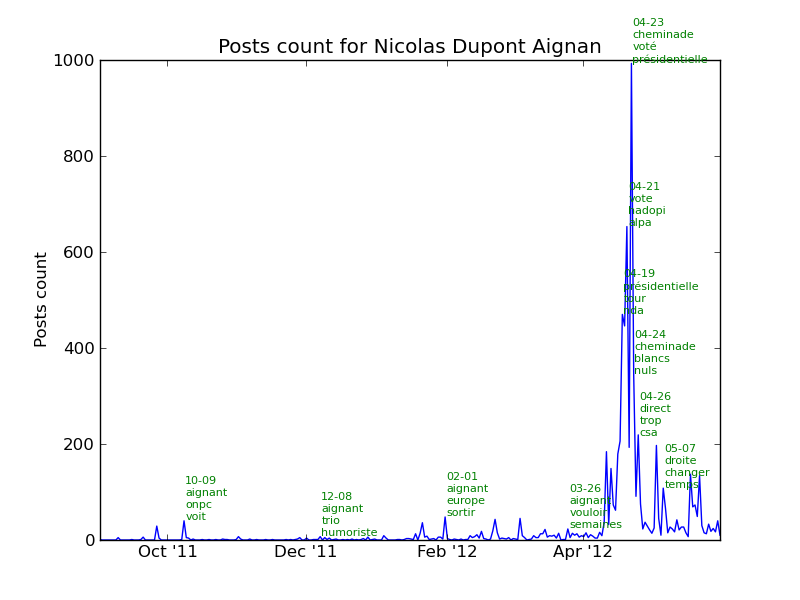 Posts count for Nicolas Dupont Aignan
04-23
cheminade
voté
présidentielle
1000
800
600
400
200
0
Posts count
04-21
vote
hadopi
alpa
04-19
présidentielle
pour
nda
04-24
cheminade
blancs
nuls
04-26
direct
trop
csa
05-07
droite
changer
temps
10-09
aignant
onpc
voit
12-08
aignant
trio
humoriste
02-01
aignant
europe
sortir
03-26
aignant
vouloir
semaines
Oct '11
Dec '11
Feb '12
Apr '12